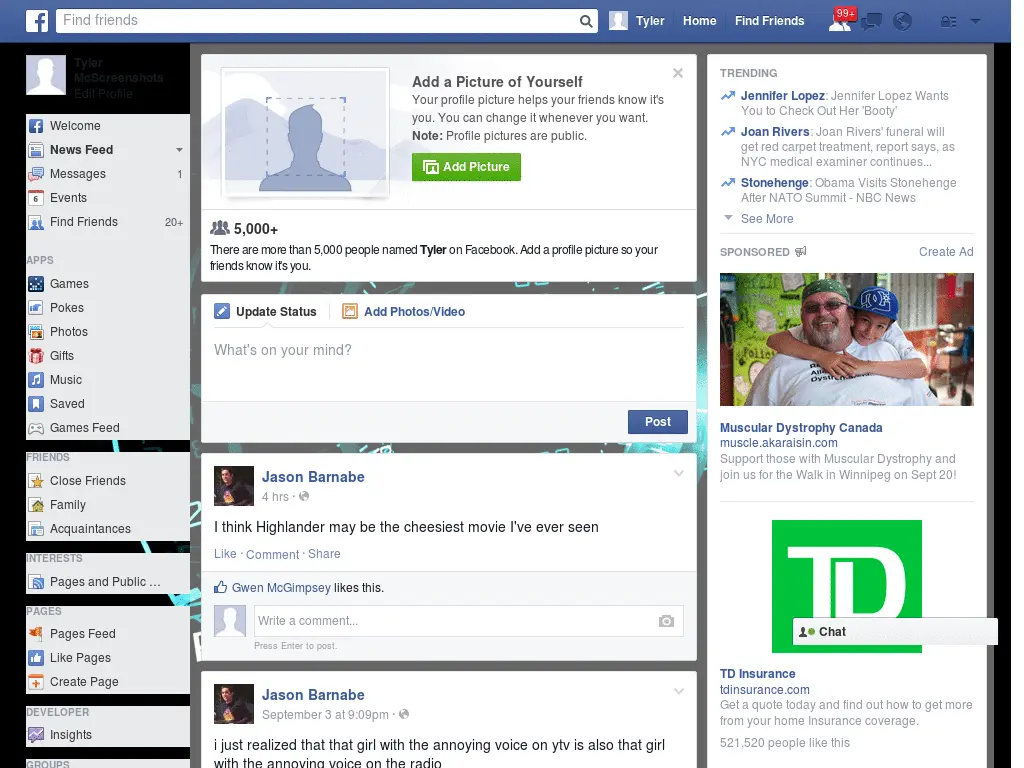 Find friends
Tyler
Home
Find Friends
99+
Tyler
McScreenshots
Edit Profile
Welcome
News Feed
Messages 1
Events
Find Friends 20+
APPS
Games
Pokes
Photos
Gifts
Music
Saved
Games Feed
FRIENDS
Close Friends
Family
Acquaintances
INTERESTS
Pages and Public ...
PAGES
Pages Feed
Like Pages
Create Page
DEVELOPER
Insights
GROUPS
Add a Picture of Yourself
Your profile picture helps your friends know it's
you. You can change it whenever you want.
Note: Profile pictures are public.
Add Picture
5,000+
There are more than 5,000 people named Tyler on Facebook. Add a profile picture so your
friends know it's you.
Update Status
Add Photos/Video
What's on your mind?
Post
Jason Barnabe
4 hrs ·
I think Highlander may be the cheesiest movie I've ever seen
Like · Comment · Share
Gwen McGimpsey likes this.
Write a comment...
Press Enter to post.
Jason Barnabe
September 3 at 9:09pm ·
i just realized that that girl with the annoying voice on ytv is also that girl
with the annoying voice on the radio
TRENDING
Jennifer Lopez: Jennifer Lopez Wants
You to Check Out Her 'Booty'
Joan Rivers: Joan Rivers' funeral will
get red carpet treatment, report says, as
NYC medical examiner continues...
Stonehenge: Obama Visits Stonehenge
After NATO Summit - NBC News
See More
SPONSORED
Create Ad
Muscular Dystrophy Canada
muscle.akaraisin.com
Support those with Muscular Dystrophy and
join us for the Walk in Winnipeg on Sept 20!
TD
Chat
TD Insurance
tdinsurance.com
Get a quote today and find out how to get more
from your home Insurance coverage.
521,520 people like this